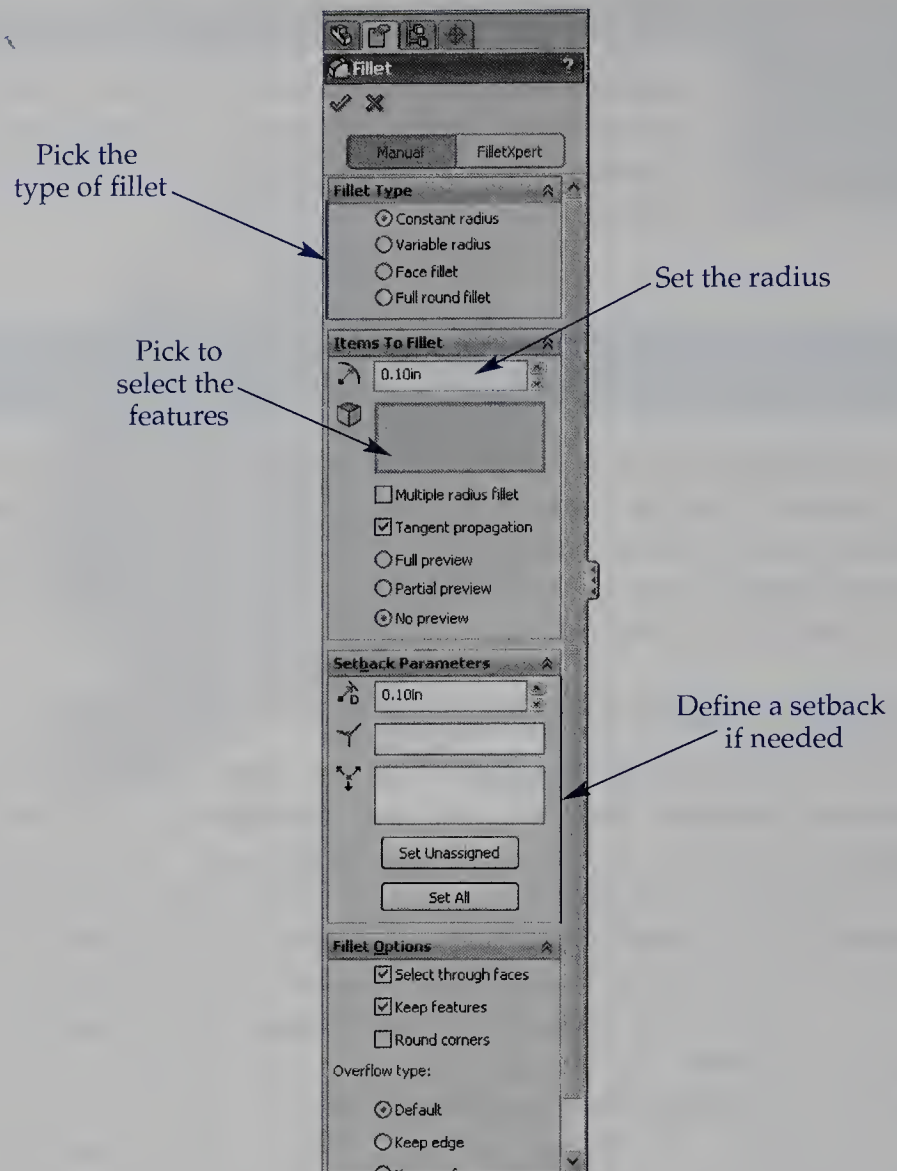 Fillet
?
Manual
FilletXpert
Pick the
type of fillet
Fillet Type
Constant radius
Variable radius
Face fillet
Full round fillet
Set the radius
Items To Fillet
0.10in
Pick to
select the
features
Multiple radius fillet
Tangent propagation
Full preview
Partial preview
No preview
Setback Parameters
D
0.10in
Define a setback
if needed
Set Unassigned
Set All
Fillet Options
Select through faces
Keep features
Round corners
Overflow type:
Default
Keep edge